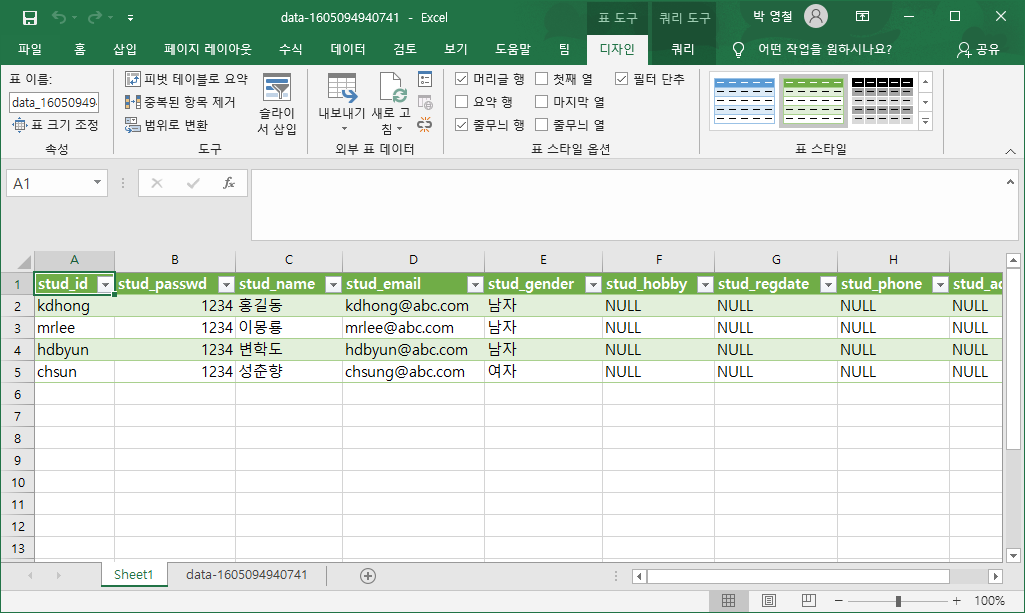 data-1605094940741 - Excel
표 도구
쿼리 도구
박 영철
파일 홈 삽입 페이지 레이아웃 수식 데이터 검토 보기 도움말 팀 디자인 쿼리 어떤 작업을 원하시나요? 공유
표 이름:
data_16050949
표 크기 조정
속성
피벗 테이블로 요약
중복된 항목 제거
범위로 변환
슬라이
서 삽입
도구
내보내기
새로 고
침
외부 표 데이터
머리글 행 첫째 열 필터 단추
요약 행 마지막 열
줄무늬 행 줄무늬 열
표 스타일 옵션
표 스타일
A1
fx
A B C D E F G H
1 stud_id stud_passwd stud_name stud_email stud_gender stud_hobby stud_regdate stud_phone
2 kdhong 1234 홍길동 kdhong@abc.com 남자 NULL NULL NULL NULL
3 mrlee 1234 이몽룡 mrlee@abc.com 남자 NULL NULL NULL NULL
4 hdbyun 1234 변학도 hdbyun@abc.com 남자 NULL NULL NULL NULL
5 chsun 1234 성춘향 chsung@abc.com 여자 NULL NULL NULL NULL
6
7
8
9
10
11
12
13
Sheet1 data-1605094940741
100%